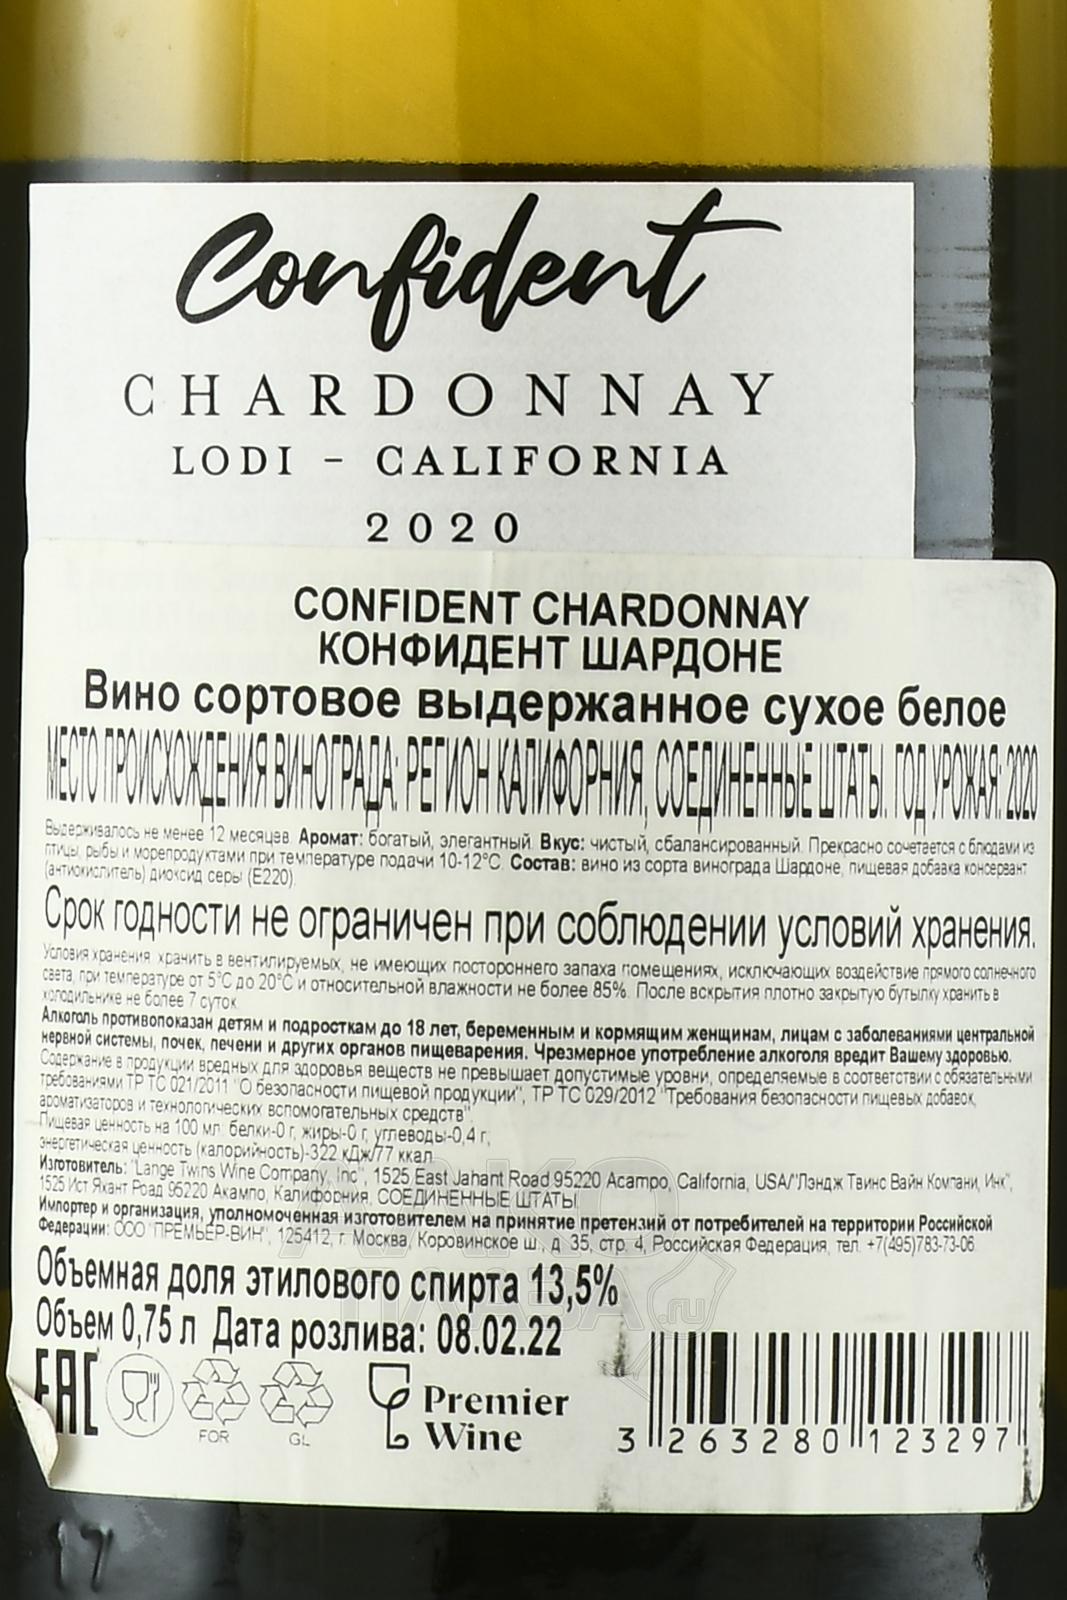 Confident
CHARDONNAY
LODI - CALIFORNIA
2020
CONFIDENT CHARDONNAY
КОНФИДЕНТ ШАРДОНЕ
Вино сортовое выдержанное сухое белое
МЕСТО ПРОИСХОЖДЕНИЯ ВИНОГРАДА: РЕГИОН КАЛИФОРНИЯ, СОЕДИНЕННЫЕ ШТАТЫ. ГОД УРОЖАЯ: 2020
Выдерживалось не менее 12 месяцев. Аромат: богатый, элегантный. Вкус: чистый, сбалансированный. Прекрасно сочетается с блюдами из
птицы, рыбы и морепродуктами при температуре подачи 10-12°С. Состав: вино из сорта винограда Шардоне, пищевая добавка консервант
(антиокислитель) диоксид серы (Е220).
Срок годности не ограничен при соблюдении условий хранения.
Условия хранения: хранить в вентилируемых, не имеющих постороннего запаха помещениях, исключающих воздействие прямого солнечного
света, при температуре от 5°С до 20°С и относительной влажности не более 85%. После вскрытия плотно закрытую бутылку хранить в
холодильнике не более 7 суток.
Алкоголь противопоказан детям и подросткам до 18 лет, беременным и кормящим женщинам, лицам с заболеваниями центральной
нервной системы, почек, печени и других органов пищеварения. Чрезмерное употребление алкоголя вредит Вашему здоровью.
Содержание в продукции вредных для здоровья веществ не превышает допустимые уровни, определяемые в соответствии с обязательными
требованиями ТР ТС 021/2011 "О безопасности пищевой продукции", ТР ТС 029/2012 "Требования безопасности пищевых добавок,
ароматизаторов и технологических вспомогательных средств".
Пищевая ценность на 100 мл: белки-0 г, жиры-0 г, углеводы-0,4 г;
энергетическая ценность (калорийность)-322 кДж/77 ккал.
Изготовитель: "Lange Twins Wine Company, Inc", 1525 East Jahant Road 95220 Acampo, California, USA/"Лэндж Твинс Вайн Компани, Инк",
1525 Ист Яхант Роад 95220 Акампо, Калифорния, СОЕДИНЕННЫЕ ШТАТЫ.
Импортер и организация, уполномоченная изготовителем на принятие претензий от потребителей на территории Российской
Федерации: ООО "ПРЕМЬЕР-ВИН", 125412, г. Москва, Коровинское ш., д. 35, стр. 4, Российская Федерация, тел. +7(495)783-73-06.
Объемная доля этилового спирта 13,5%
Объем 0,75 л Дата розлива: 08.02.22
EAC
FOR
GL
Premier
Wine
3 263280 123297
АЛКО
ПЛАЗА.ru
17